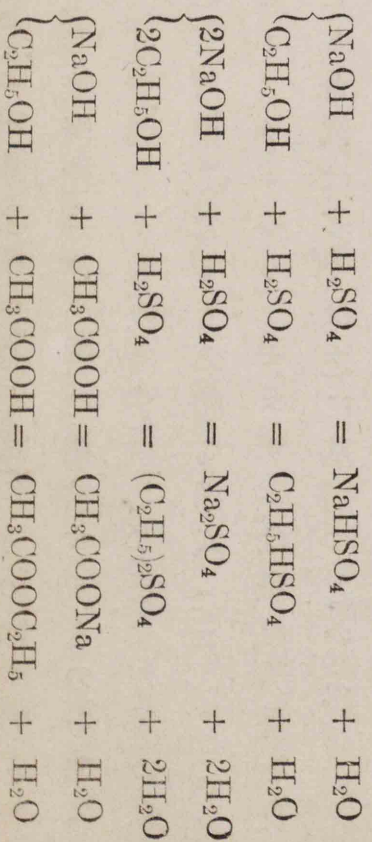 NaOH + H₂SO₄ = NaHSO₄ + H₂O
C₂H₅OH + H₂SO₄ = C₂H₅HSO₄ + H₂O
2NaOH + H₂SO₄ = Na₂SO₄ + 2H₂O
2C₂H₅OH + H₂SO₄ = (C₂H₅)₂SO₄ + 2H₂O
NaOH + CH₃COOH = CH₃COONa + H₂O
C₂H₅OH + CH₃COOH = CH₃COOC₂H₅ + H₂O